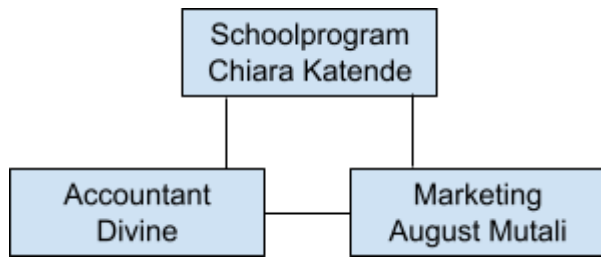 Schoolprogram
Chiara Katende
Accountant
Divine
Marketing
August Mutali